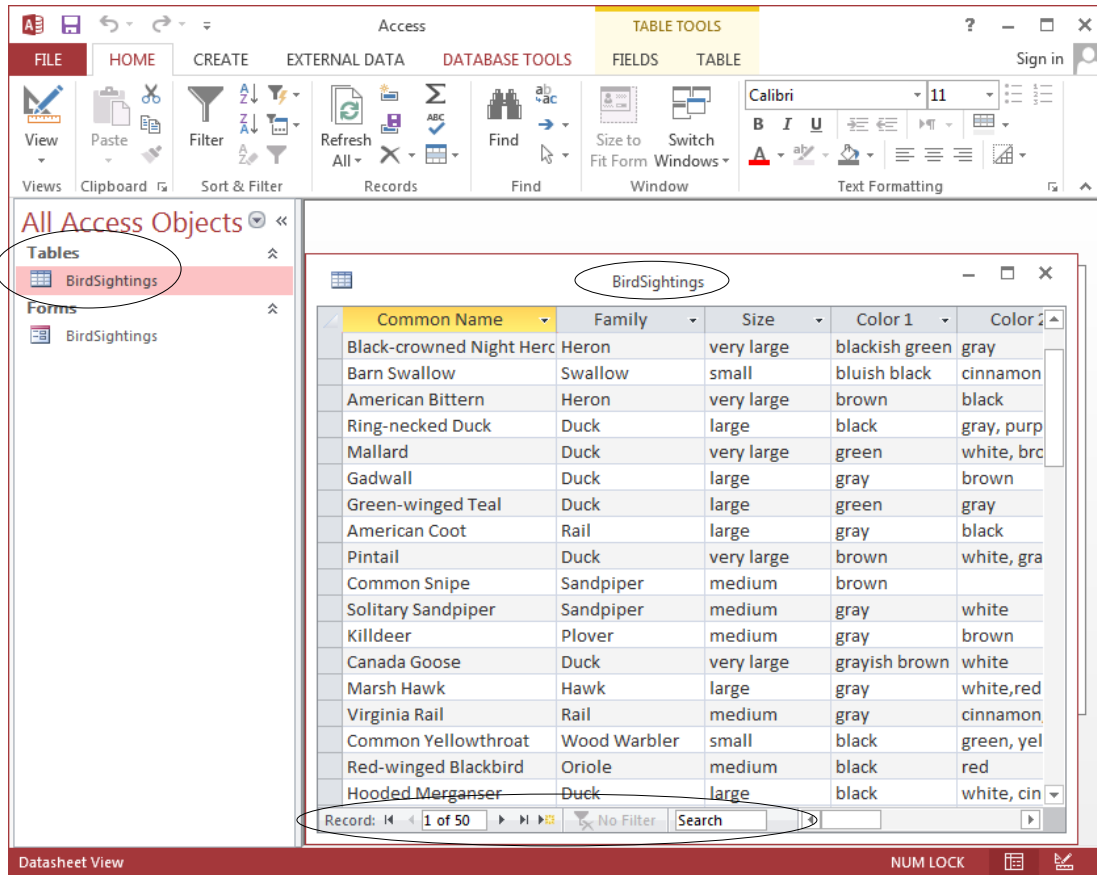 Access
TABLE TOOLS
?
FILE HOME CREATE EXTERNAL DATA DATABASE TOOLS FIELDS TABLE Sign in
View
Paste
Filter
Refresh All
ABC
Find
ab ac
Size to Fit Form
Switch Windows
Calibri 11
B I U
A
Views Clipboard Sort & Filter Records Find Window Text Formatting
All Access Objects «
Tables
BirdSightings
Forms
BirdSightings
BirdSightings
Common Name Family Size Color 1 Color 2
Black-crowned Night Herc Heron very large blackish green gray
Barn Swallow Swallow small bluish black cinnamon
American Bittern Heron very large brown black
Ring-necked Duck Duck large black gray, purp
Mallard Duck very large green white, brc
Gadwall Duck large gray brown
Green-winged Teal Duck large green gray
American Coot Rail large gray black
Pintail Duck very large brown white, gra
Common Snipe Sandpiper medium brown
Solitary Sandpiper Sandpiper medium gray white
Killdeer Plover medium gray brown
Canada Goose Duck very large grayish brown white
Marsh Hawk Hawk large gray white,red
Virginia Rail Rail medium gray cinnamon,
Common Yellowthroat Wood Warbler small black green, yel
Red-winged Blackbird Oriole medium black red
Hooded Merganser Duck large black white, cin
Record: 1 of 50 No Filter Search
Datasheet View NUM LOCK